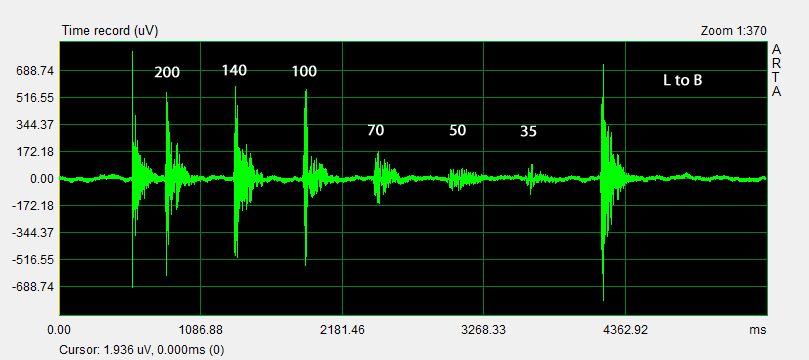 Time record (uV) Zoom 1:370
A
R
T
A
200 140 100 L to B
70 50 35
688.74
516.55
344.37
172.18
0.00
-172.18
-344.37
-516.55
-688.74
0.00 1086.88 2181.46 3268.33 4362.92 ms
Cursor: 1.936 uV, 0.000ms (0)